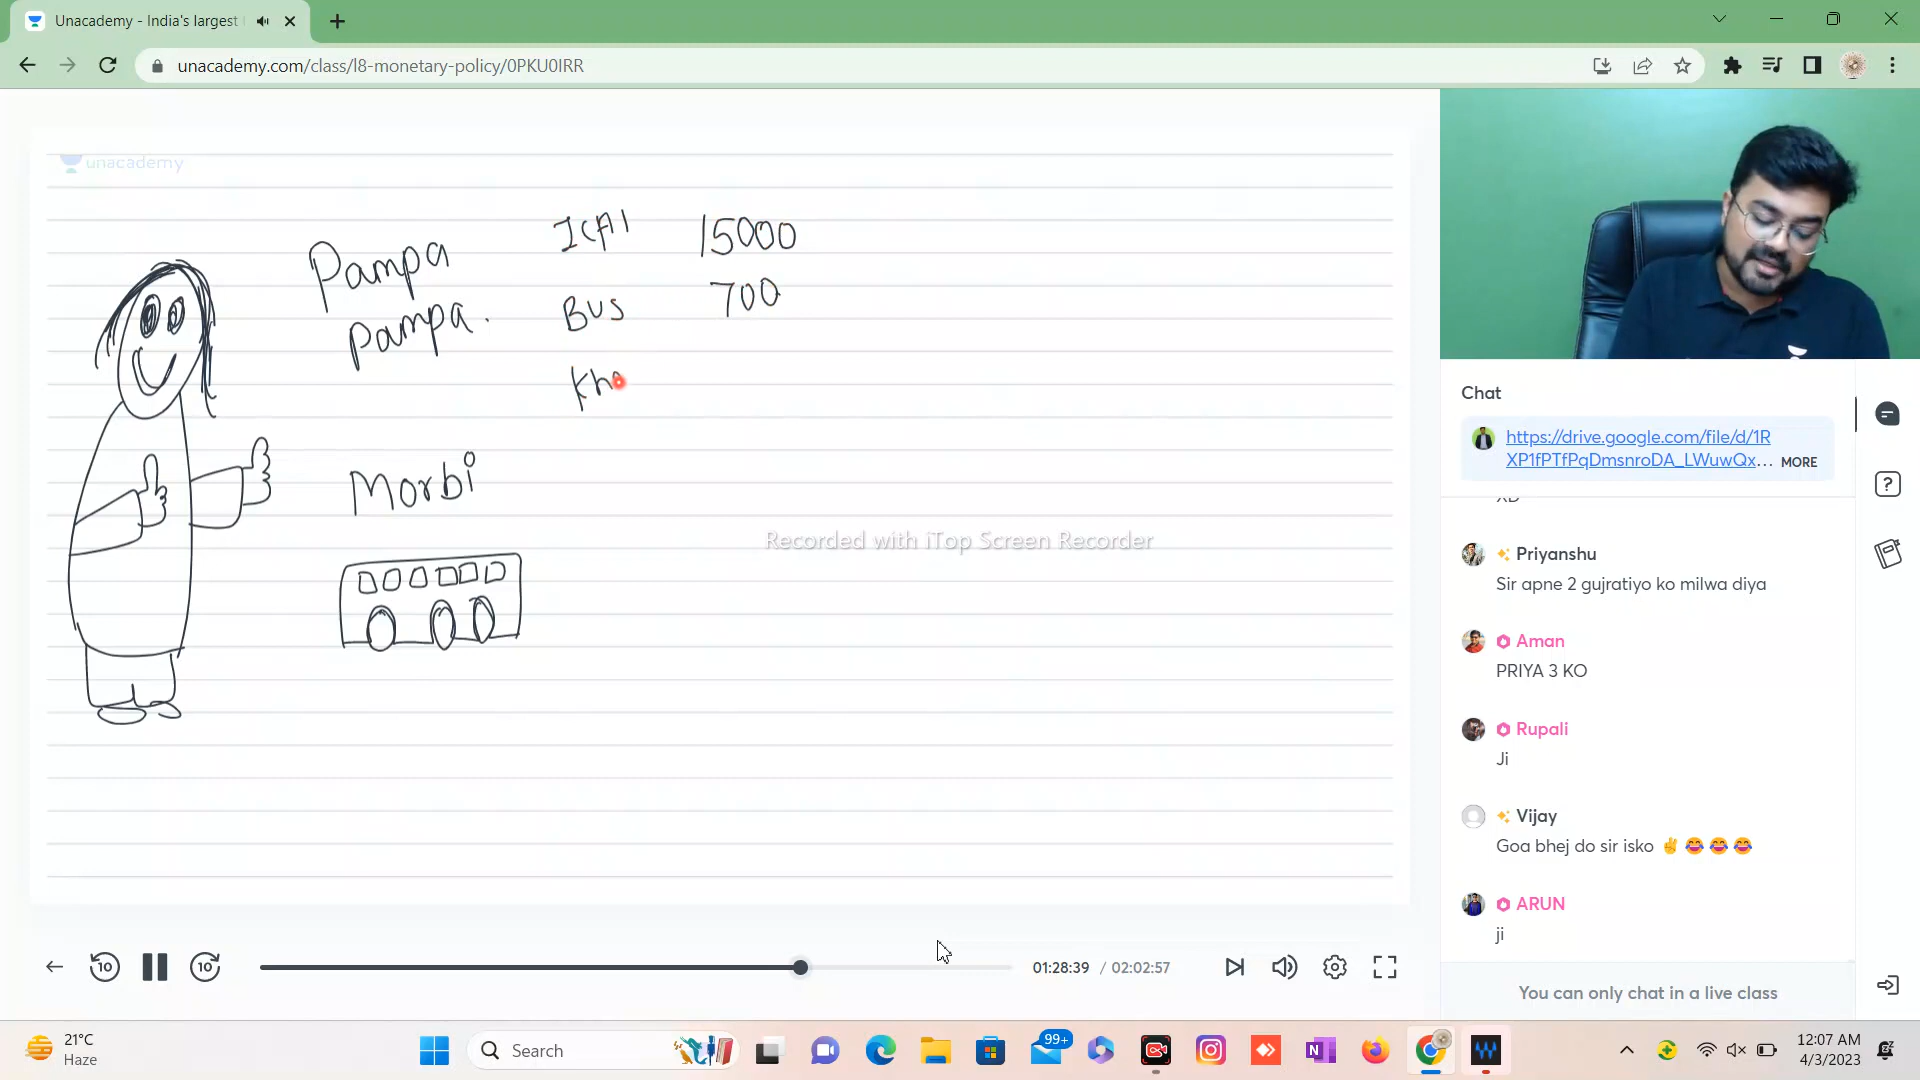 Unacademy - India's largest
unacademy.com/class/l8-monetary-policy/0PKU0IRR
unacademy
Pampa
Pampa.
ICAI 15000
Bus 700
Kh
Morbi
Recorded with iTop Screen Recorder
Chat
https://drive.google.com/file/d/1R
XP1fPTfPqDmsnroDA_LWuwQx... MORE
XD
Priyanshu
Sir apne 2 gujratiyo ko milwa diya
Aman
PRIYA 3 KO
Rupali
Ji
Vijay
Goa bhej do sir isko ✌😂😂😂
ARUN
ji
You can only chat in a live class
10
10
01:28:39 / 02:02:57
21°C
Haze
Search
99+
12:07 AM
4/3/2023